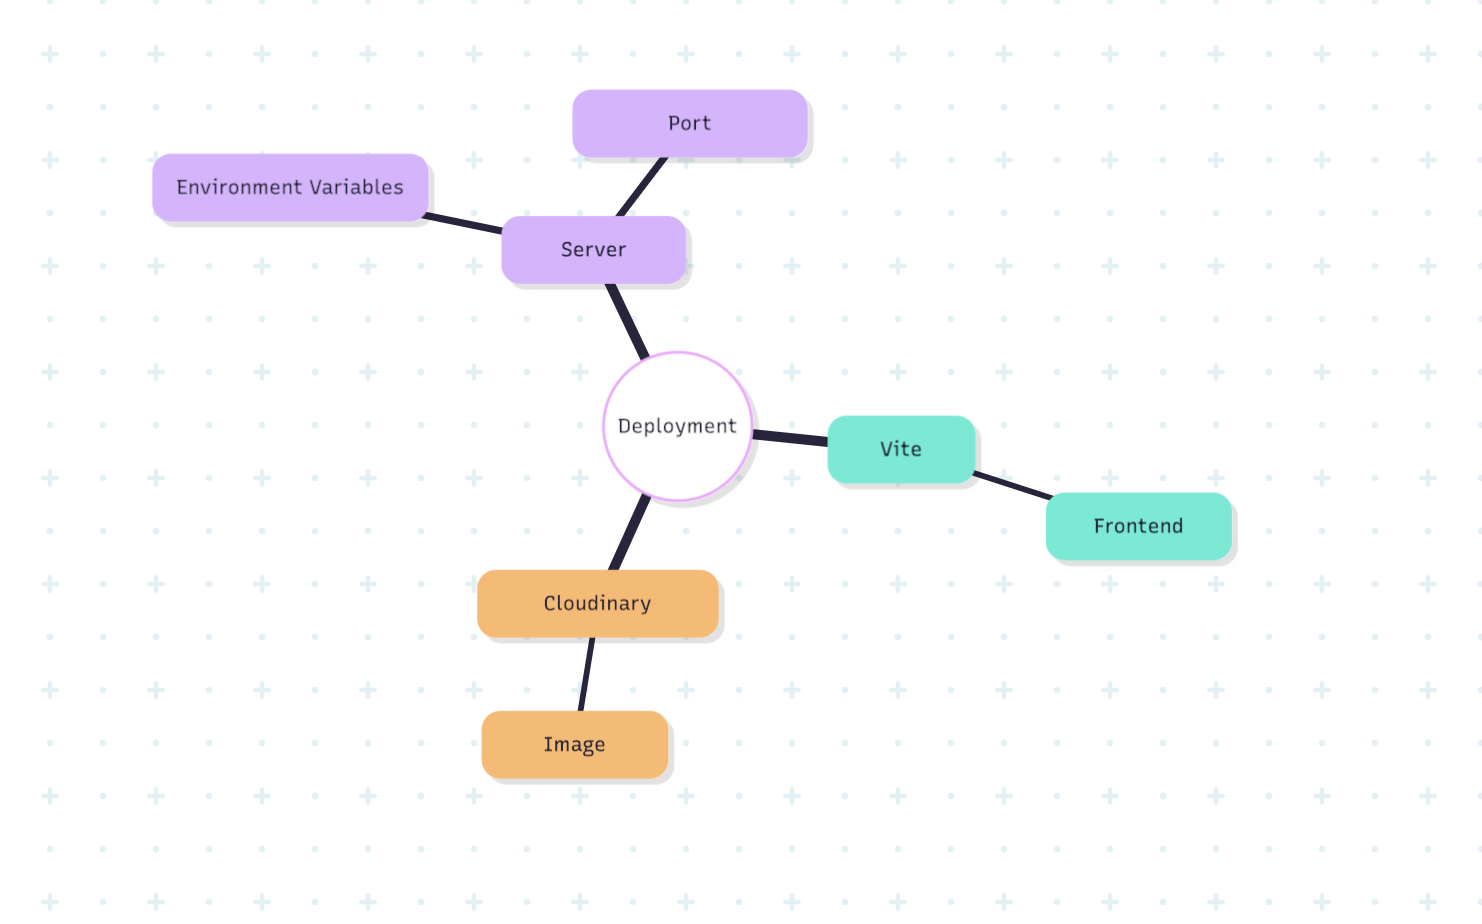 Port
Environment Variables
Server
Deployment
Vite
Frontend
Cloudinary
Image